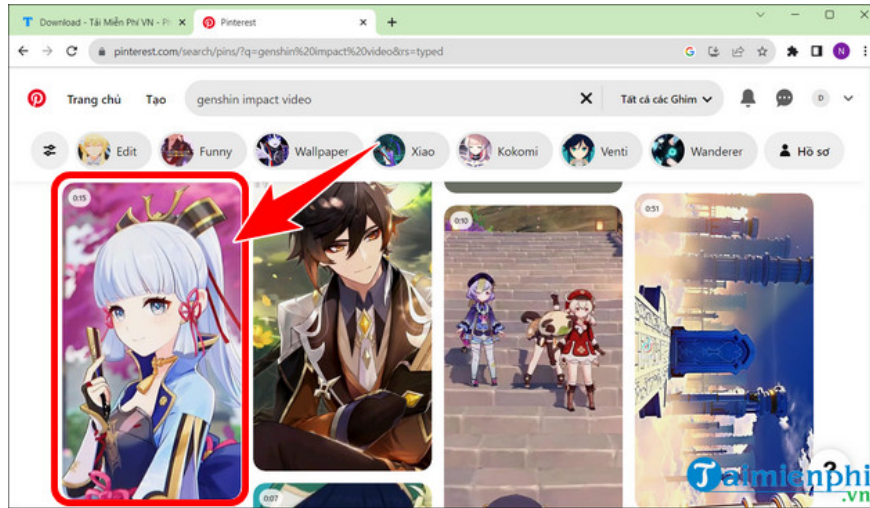 Download - Tải Miễn Phí VN - Ph
Pinterest
pinterest.com/search/pins/?q=genshin%20impact%20video&rs=typed
N
Trang chủ
Tạo
genshin impact video
Tất cả các Ghim
D
Edit
Funny
Wallpaper
Xiao
Kokomi
Venti
Wanderer
Hồ sơ
0:15
0:10
0:51
0:07
?
Taimienphi
.vn